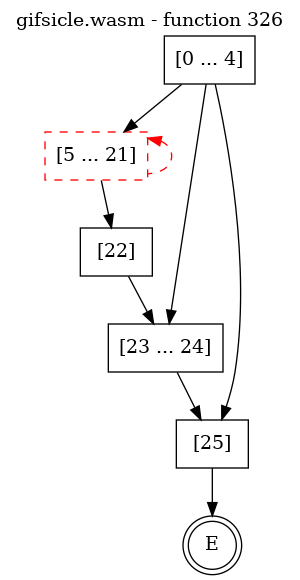 gifsicle.wasm - function 326
[0 ... 4]
[5 ... 21]
[22]
[23 ... 24]
[25]
E